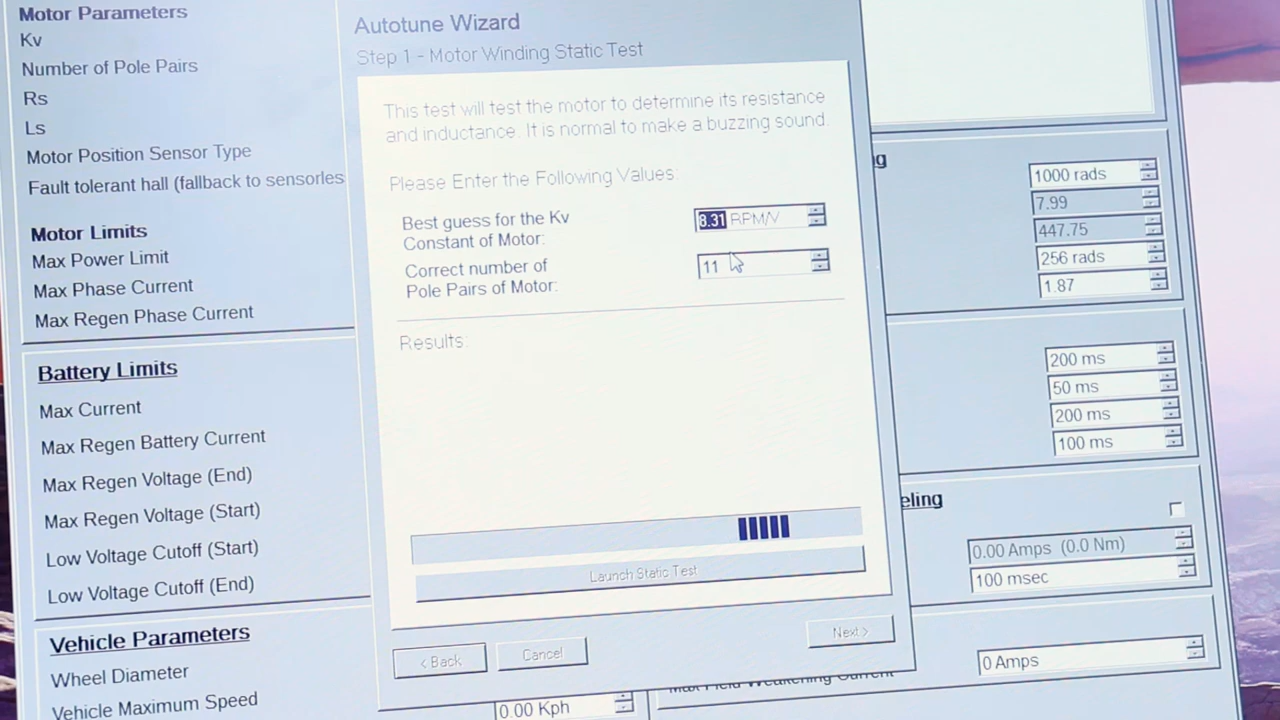 Motor Parameters
Kv
Number of Pole Pairs
Rs
Ls
Motor Position Sensor Type
Fault tolerant hall (fallback to sensorles
Motor Limits
Max Power Limit
Max Phase Current
Max Regen Phase Current
Battery Limits
Max Current
Max Regen Battery Current
Max Regen Voltage (End)
Max Regen Voltage (Start)
Low Voltage Cutoff (Start)
Low Voltage Cutoff (End)
Vehicle Parameters
Wheel Diameter
Vehicle Maximum Speed
0.00 Kph
Autotune Wizard
Step 1 - Motor Winding Static Test
This test will test the motor to determine its resistance
and inductance. It is normal to make a buzzing sound.
Please Enter the Following Values:
Best guess for the Kv
Constant of Motor:
8.31 RPM/V
Correct number of
Pole Pairs of Motor:
11
Results:
Launch Static Test
< Back
Cancel
Next >
1000 rads
7.99
447.75
256 rads
1.87
200 ms
50 ms
200 ms
100 ms
eling
0.00 Amps (0.0 Nm)
100 msec
0 Amps
Max Field Weakening Current